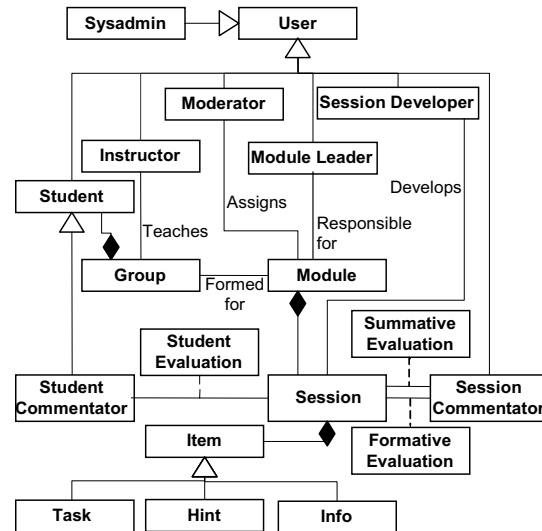 Sysadmin
User
Moderator
Session Developer
Instructor
Module Leader
Student
Assigns
Develops
Teaches
Responsible
for
Group
Formed
for
Module
Student
Evaluation
Summative
Evaluation
Student
Commentator
Session
Session
Commentator
Item
Formative
Evaluation
Task
Hint
Info